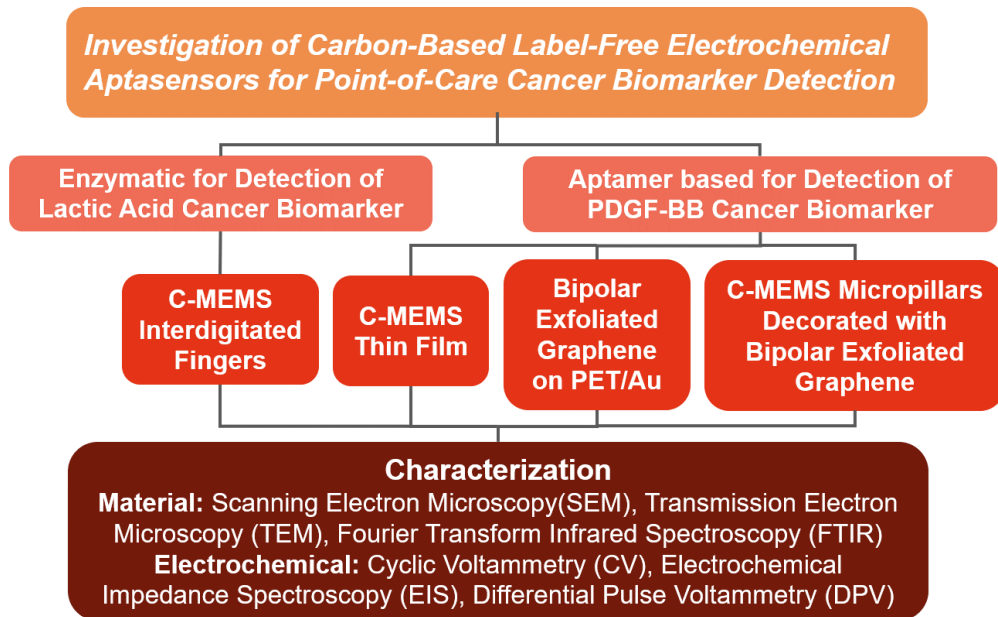 Investigation of Carbon-Based Label-Free Electrochemical
Aptasensors for Point-of-Care Cancer Biomarker Detection
Enzymatic for Detection of
Lactic Acid Cancer Biomarker
Aptamer based for Detection of
PDGF-BB Cancer Biomarker
C-MEMS
Interdigitated
Fingers
C-MEMS
Thin Film
Bipolar
Exfoliated
Graphene
on PET/Au
C-MEMS Micropillars
Decorated with
Bipolar Exfoliated
Graphene
Characterization
Material: Scanning Electron Microscopy(SEM), Transmission Electron
Microscopy (TEM), Fourier Transform Infrared Spectroscopy (FTIR)
Electrochemical: Cyclic Voltammetry (CV), Electrochemical
Impedance Spectroscopy (EIS), Differential Pulse Voltammetry (DPV)